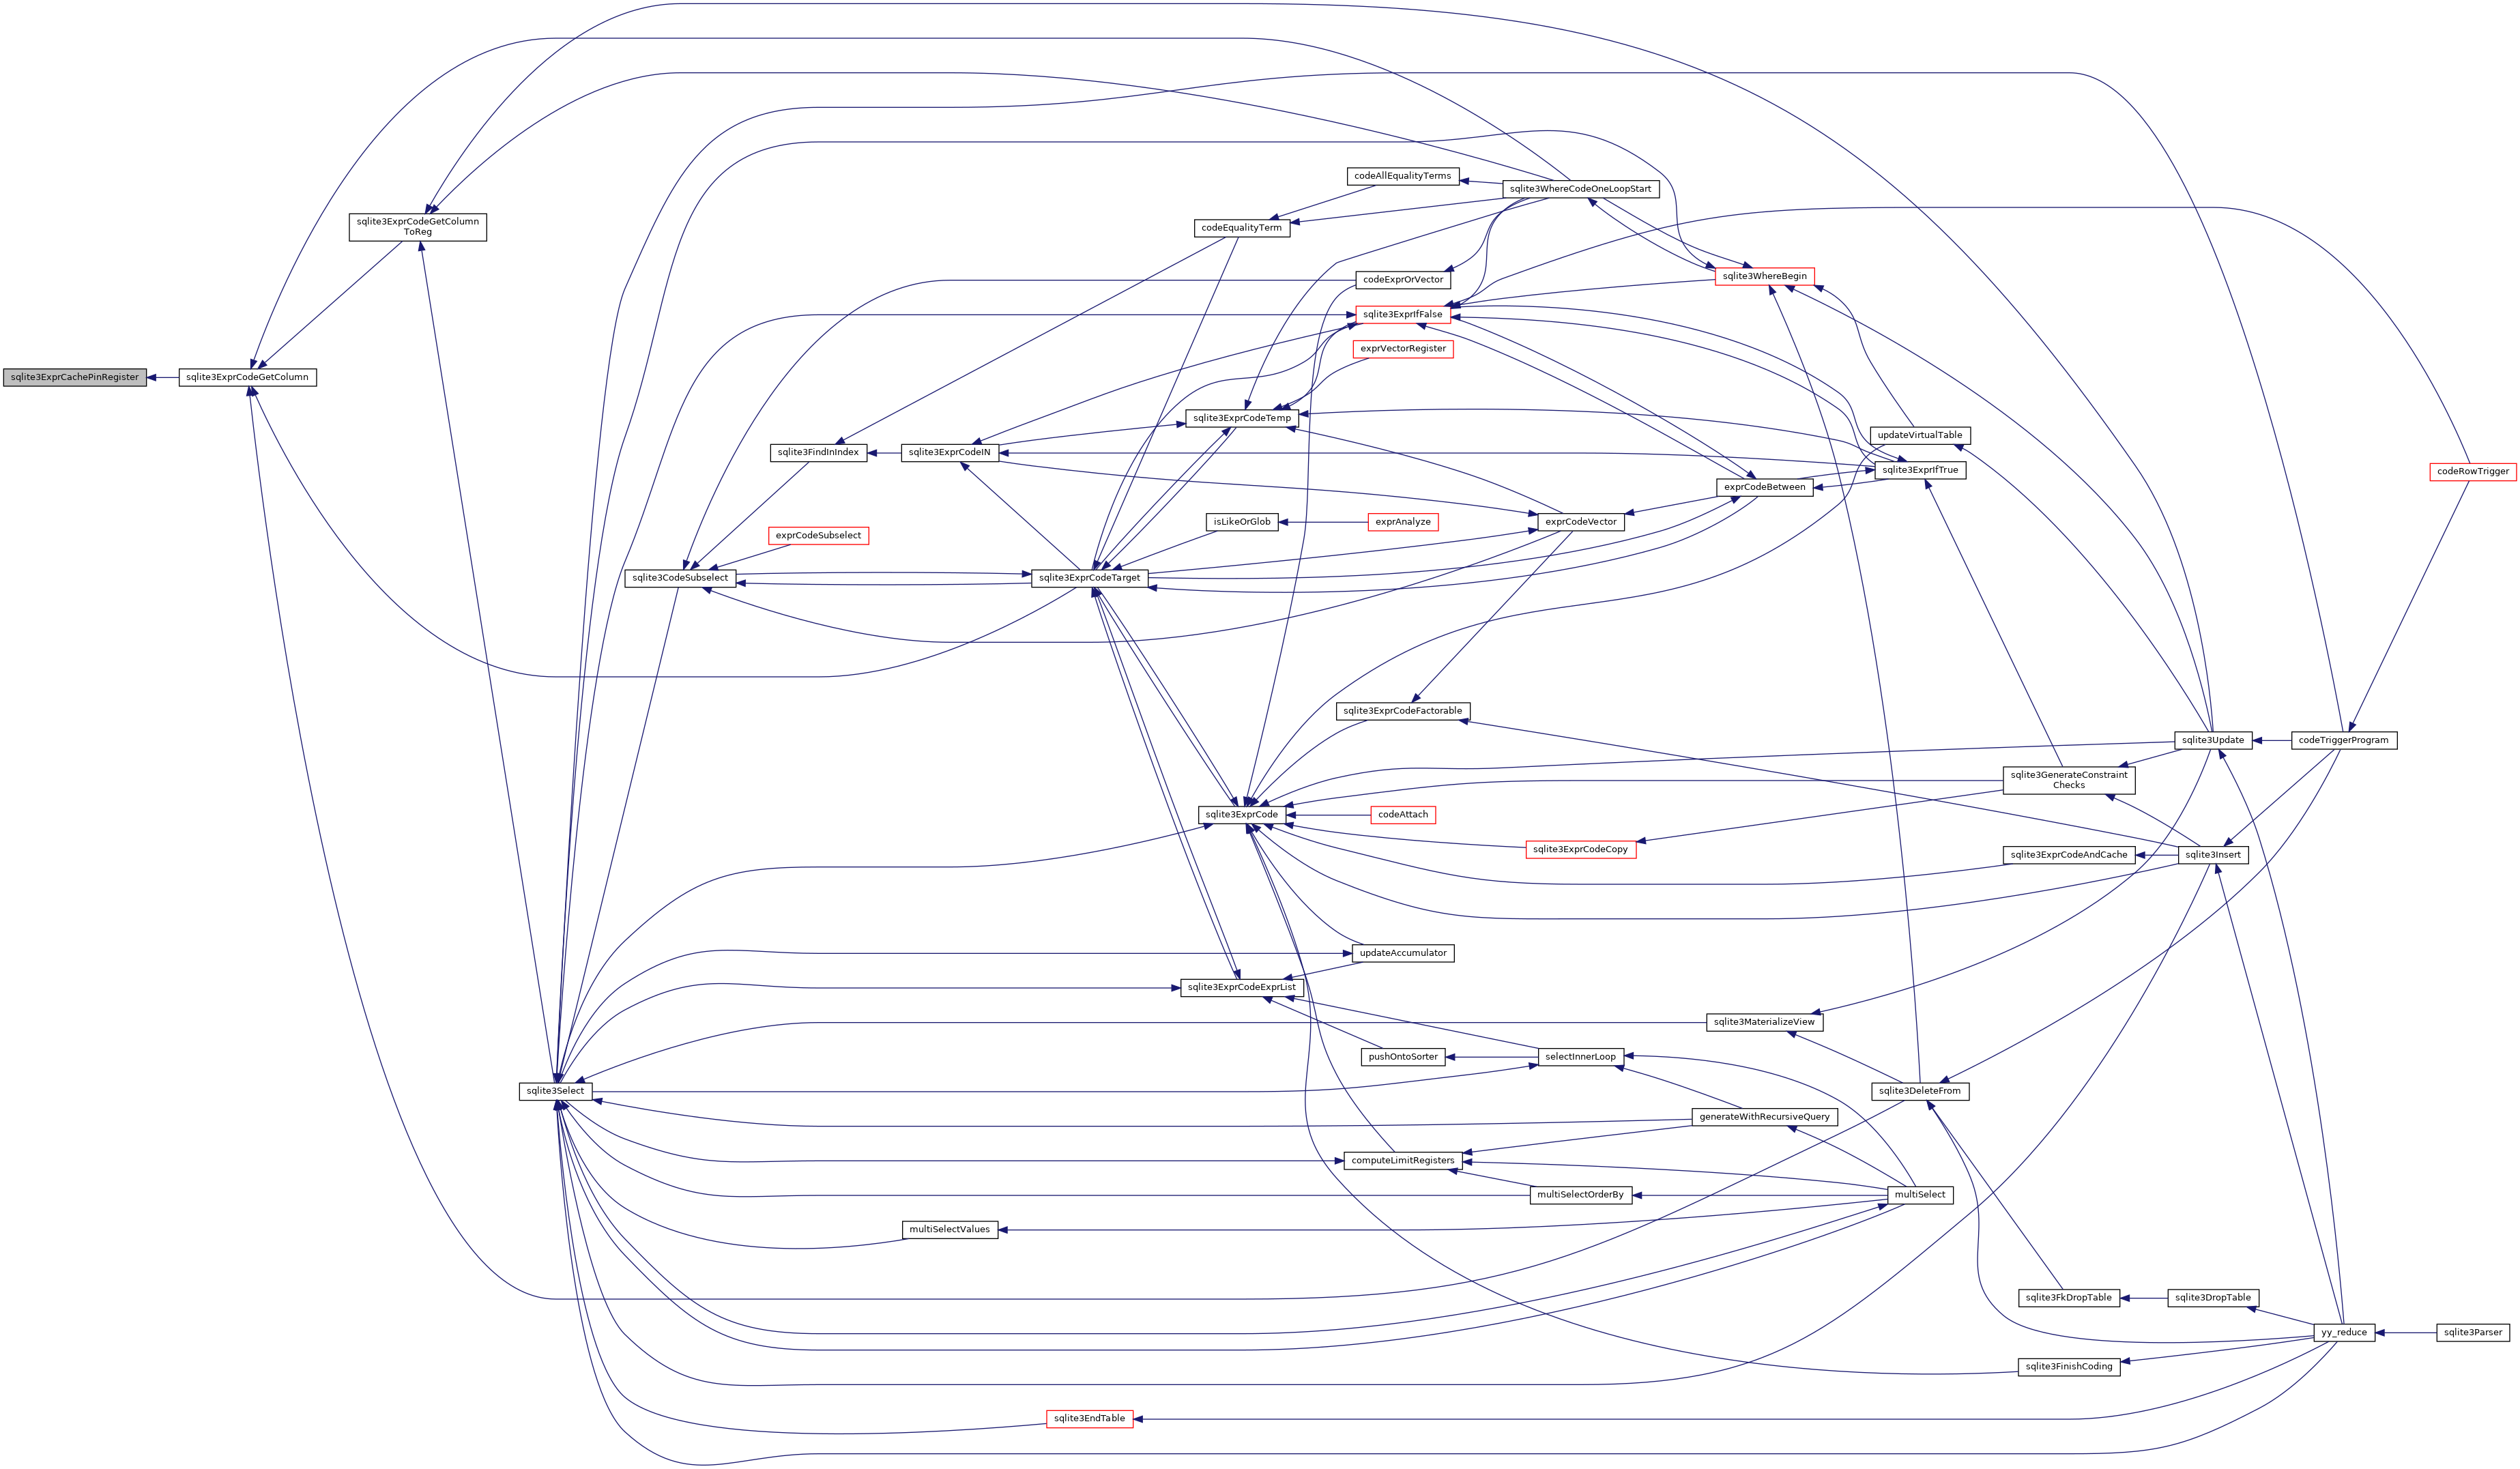 sqlite3ExprCachePinRegister
sqlite3ExprCodeGetColumn
sqlite3ExprCodeGetColumn
ToReg
sqlite3Select
sqlite3CodeSubselect
sqlite3FindInIndex
exprCodeSubselect
sqlite3ExprCodeIN
multiSelectValues
sqlite3ExprCodeTarget
sqlite3EndTable
codeEqualityTerm
sqlite3ExprCodeTemp
isLikeOrGlob
sqlite3ExprCode
sqlite3ExprCodeExprList
codeAllEqualityTerms
codeExprOrVector
sqlite3ExprIfFalse
exprVectorRegister
exprAnalyze
sqlite3ExprCodeFactorable
codeAttach
updateAccumulator
pushOntoSorter
computeLimitRegisters
sqlite3WhereCodeOneLoopStart
exprCodeVector
sqlite3ExprCodeCopy
selectInnerLoop
multiSelectOrderBy
sqlite3WhereBegin
exprCodeBetween
sqlite3MaterializeView
generateWithRecursiveQuery
updateVirtualTable
sqlite3ExprIfTrue
sqlite3DeleteFrom
multiSelect
sqlite3GenerateConstraint
Checks
sqlite3ExprCodeAndCache
sqlite3FkDropTable
sqlite3FinishCoding
sqlite3Update
sqlite3Insert
sqlite3DropTable
codeTriggerProgram
yy_reduce
codeRowTrigger
sqlite3Parser